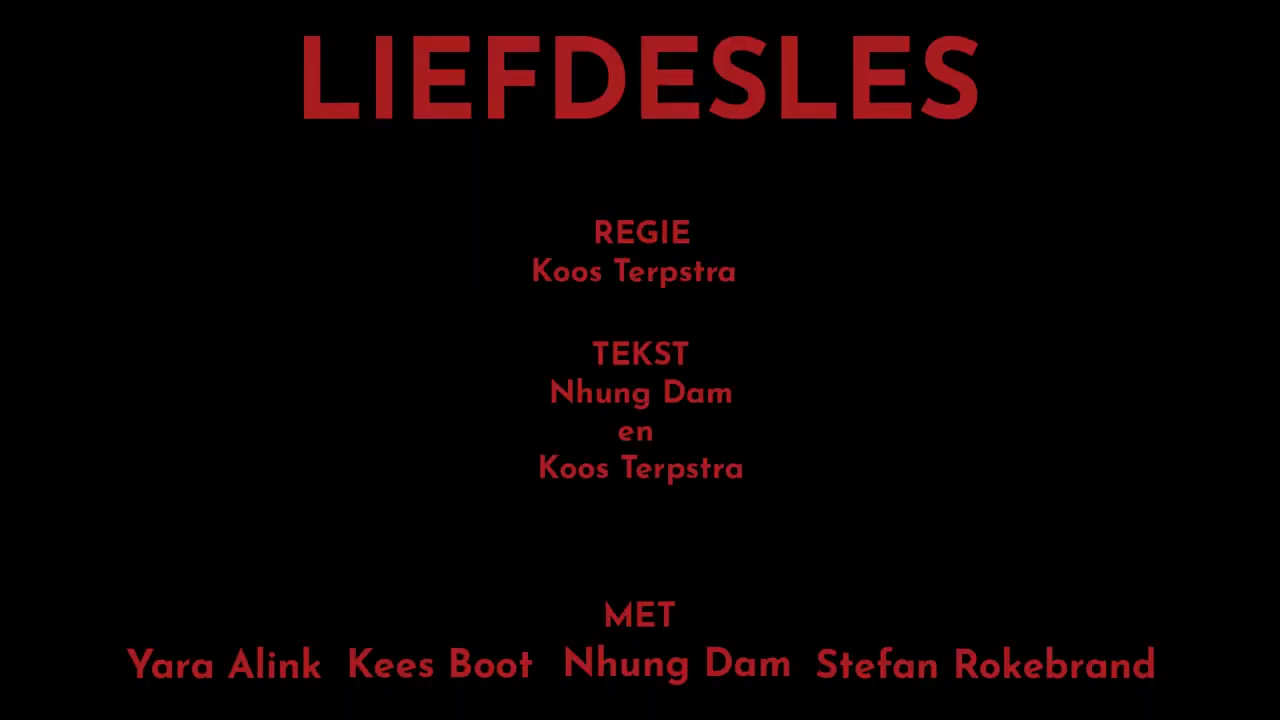 LIEFDESLES
REGIE
Koos Terpstra
TEKST
Nhung Dam
en
Koos Terpstra
MET
Yara Alink Kees Boot Nhung Dam Stefan Rokebrand